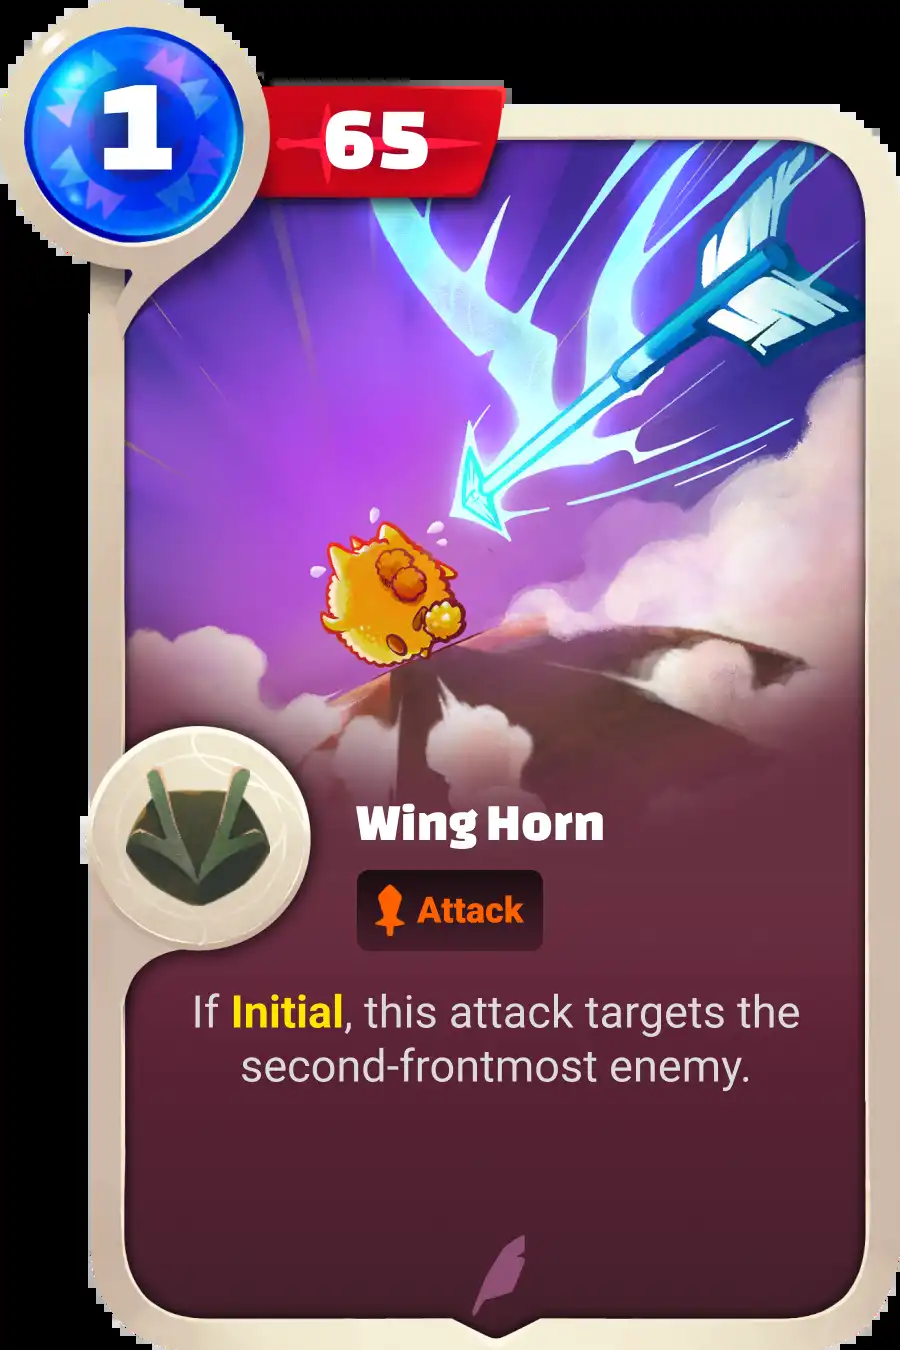 1
65
Wing Horn
Attack
If Initial, this attack targets the
second-frontmost enemy.